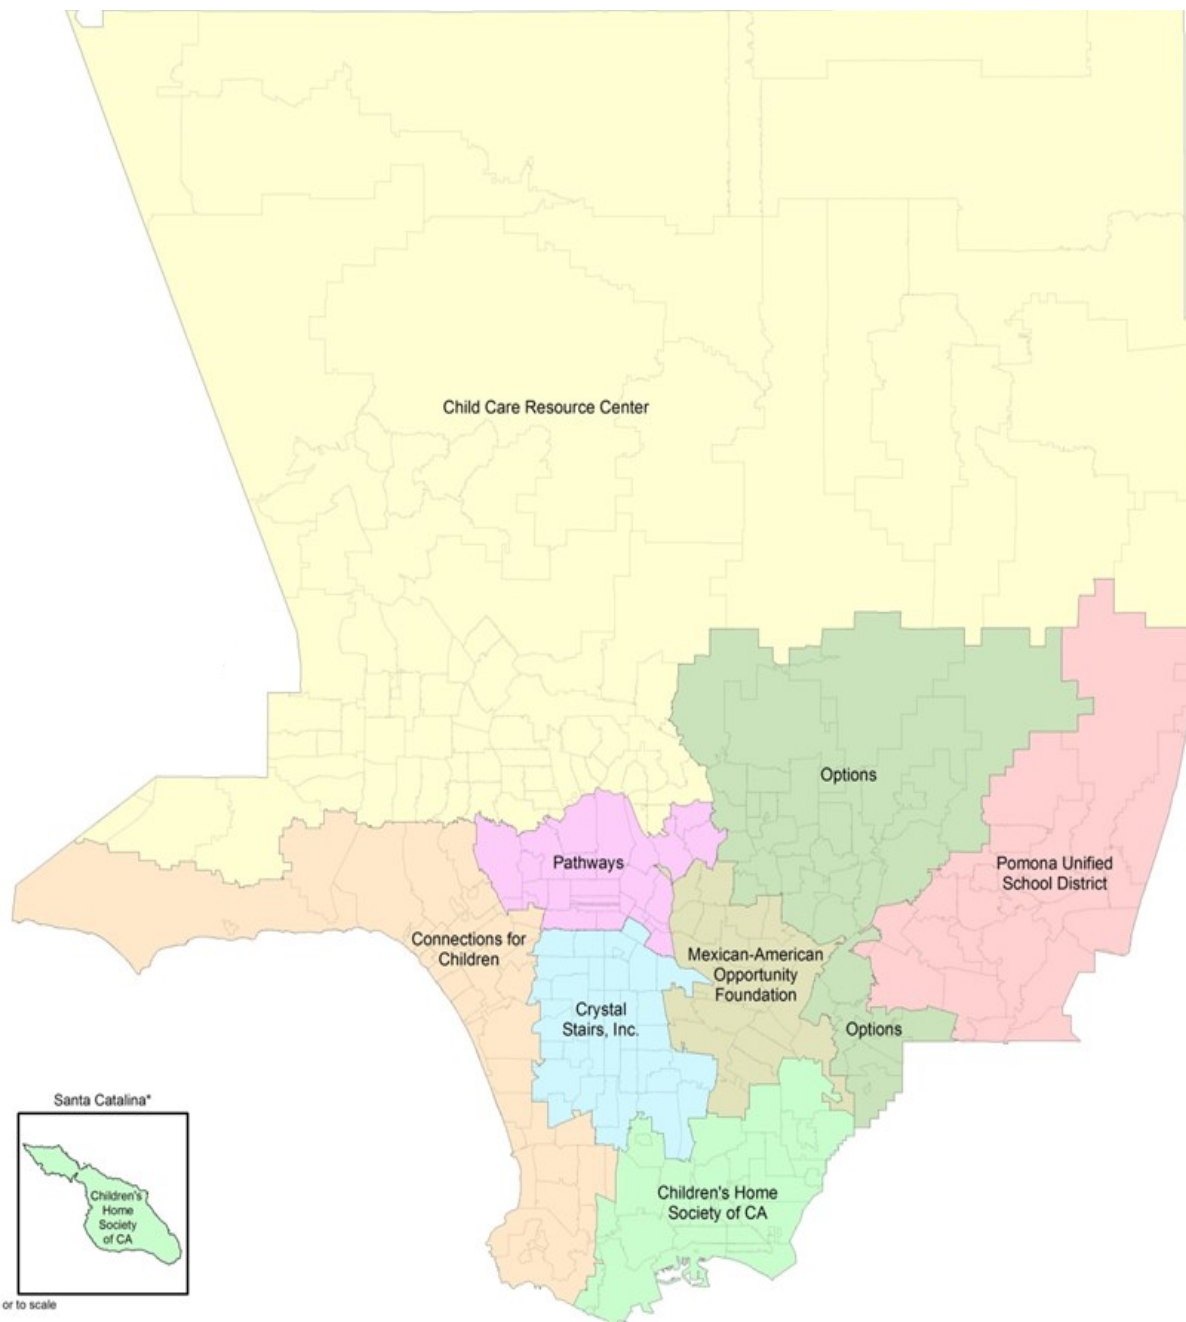 Child Care Resource Center
Options
Pathways
Pomona Unified
School District
Connections for
Children
Mexican-American
Opportunity
Foundation
Crystal
Stairs, Inc.
Options
Santa Catalina*
Children's
Home
Society
of CA
Children's Home
Society of CA
or to scale